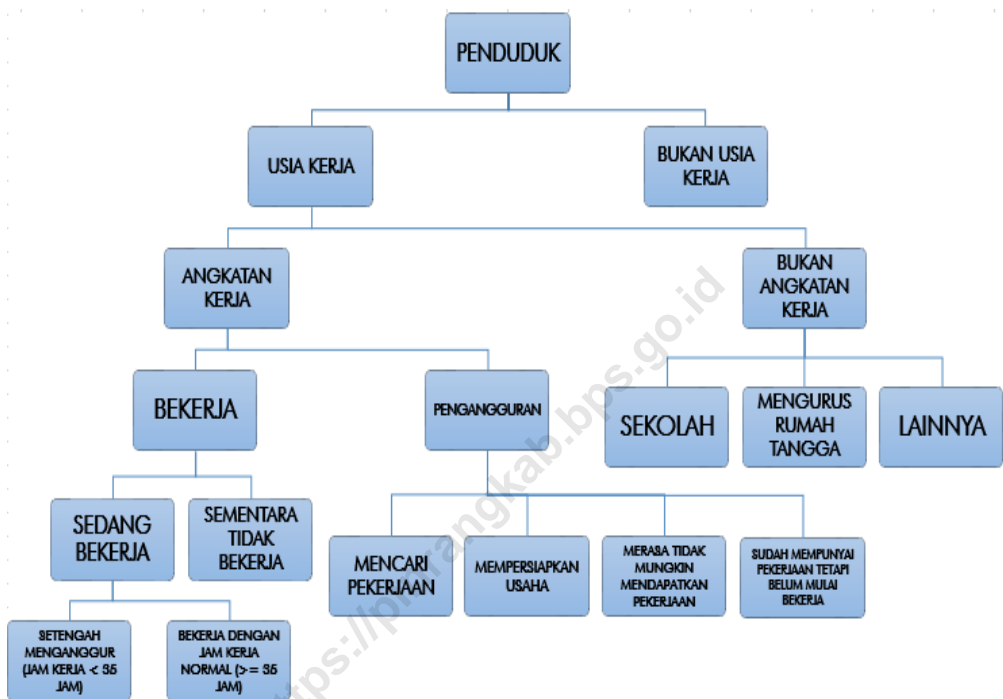 PENDUDUK
USIA KERJA
BUKAN USIA
KERJA
ANGKATAN
KERJA
BUKAN
ANGKATAN
KERJA
BEKERJA
PENGANGGURAN
SEKOLAH
MENGURUS
RUMAH
TANGGA
LAINNYA
SEDANG
BEKERJA
SEMENTARA
TIDAK
BEKERJA
MENCARI
PEKERJAAN
MEMPERSIAPKAN
USAHA
MERASA TIDAK
MUNGKIN
MENDAPATKAN
PEKERJAAN
SUDAH MEMPUNYAI
PEKERJAAN TETAPI
BELUM MULAI
BEKERJA
SETENGAH
MENGANGGUR
(JAM KERJA < 35
JAM)
BEKERJA DENGAN
JAM KERJA
NORMAL (>= 35
JAM)